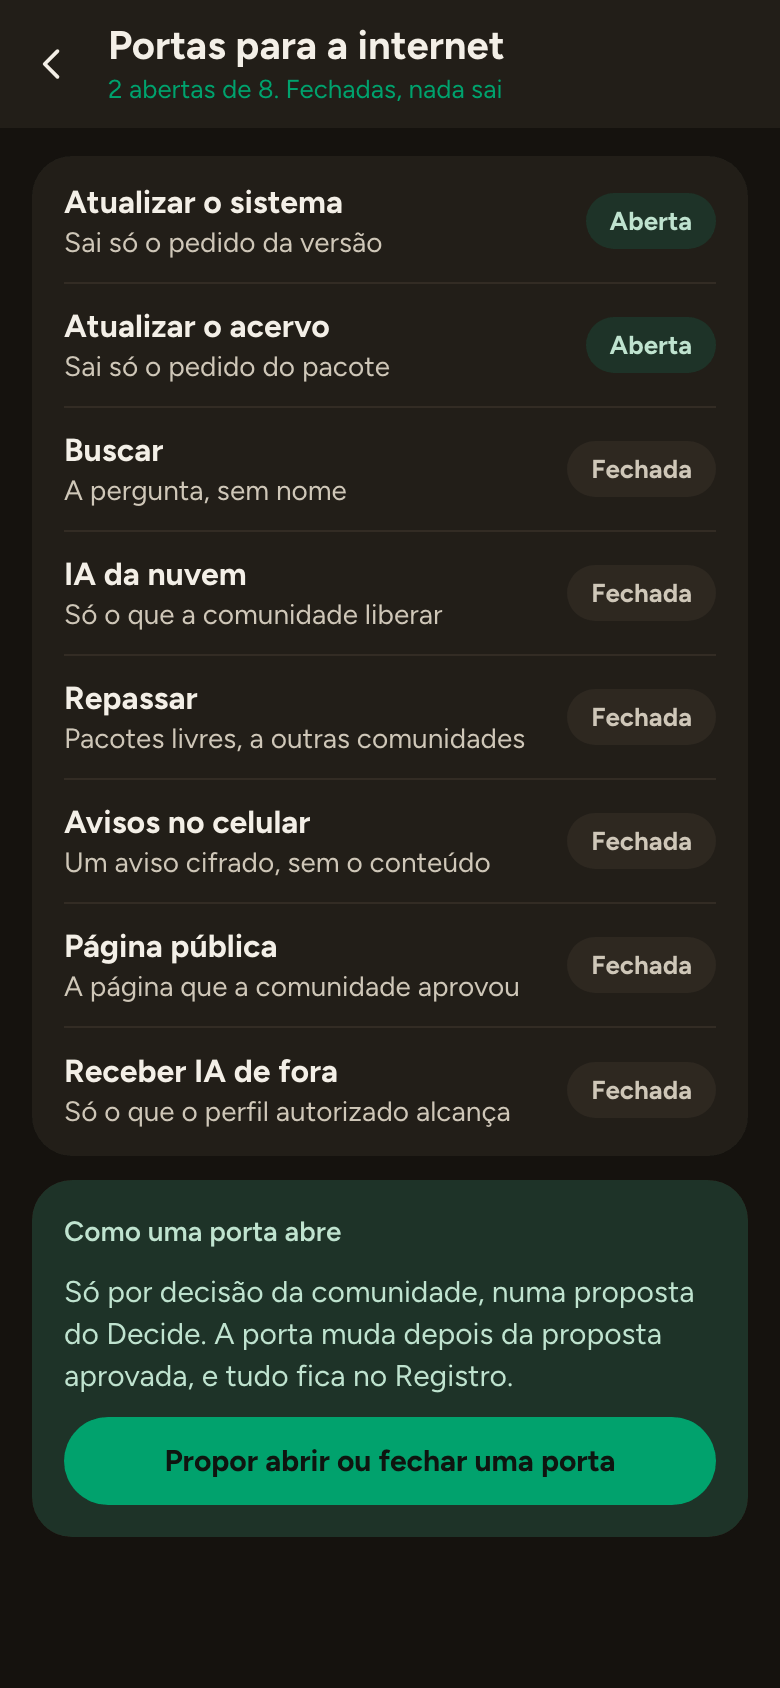 Portas para a internet
2 abertas de 8. Fechadas, nada sai
Atualizar o sistema
Sai só o pedido da versão
Aberta
Atualizar o acervo
Sai só o pedido do pacote
Aberta
Buscar
A pergunta, sem nome
Fechada
IA da nuvem
Só o que a comunidade liberar
Fechada
Repassar
Pacotes livres, a outras comunidades
Fechada
Avisos no celular
Um aviso cifrado, sem o conteúdo
Fechada
Página pública
A página que a comunidade aprovou
Fechada
Receber IA de fora
Só o que o perfil autorizado alcança
Fechada
Como uma porta abre
Só por decisão da comunidade, numa proposta
do Decide. A porta muda depois da proposta
aprovada, e tudo fica no Registro.
Propor abrir ou fechar uma porta